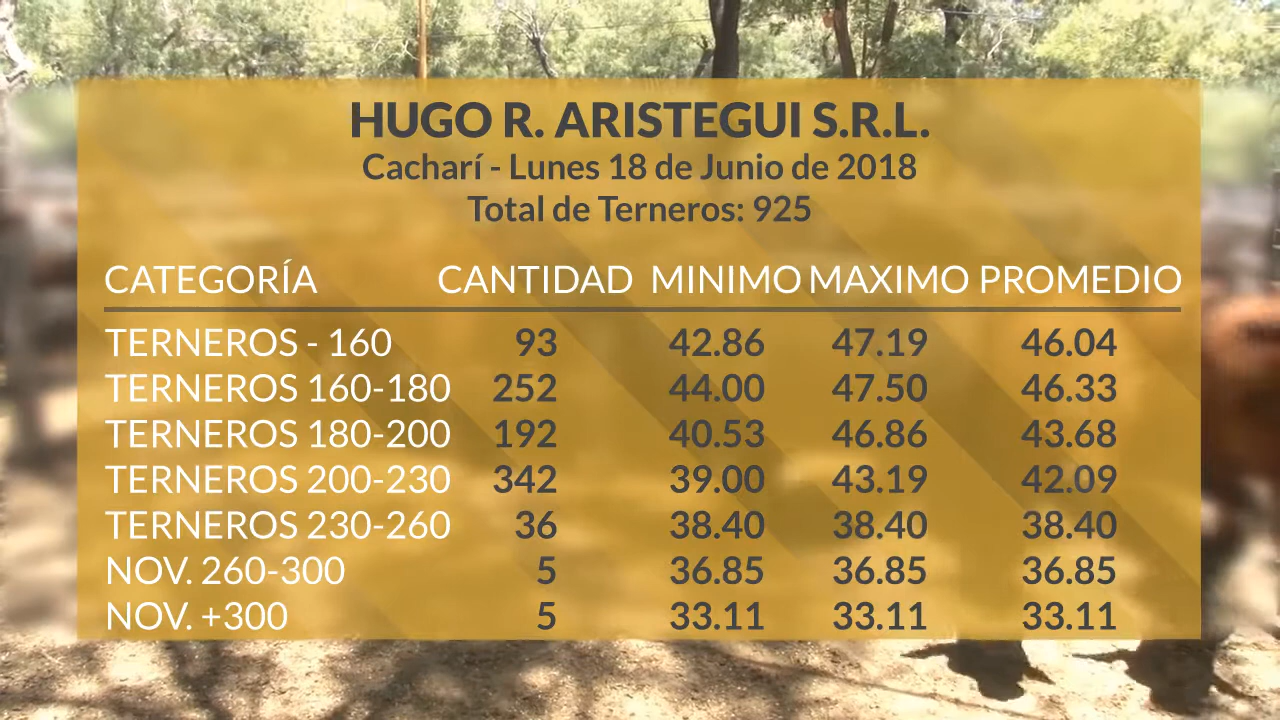 HUGO R. ARISTEGUI S.R.L.
Cacharí - Lunes 18 de Junio de 2018
Total de Terneros: 925
CATEGORÍA CANTIDAD MINIMO MAXIMO PROMEDIO
TERNEROS - 160 93 42.86 47.19 46.04
TERNEROS 160-180 252 44.00 47.50 46.33
TERNEROS 180-200 192 40.53 46.86 43.68
TERNEROS 200-230 342 39.00 43.19 42.09
TERNEROS 230-260 36 38.40 38.40 38.40
NOV. 260-300 5 36.85 36.85 36.85
NOV. +300 5 33.11 33.11 33.11